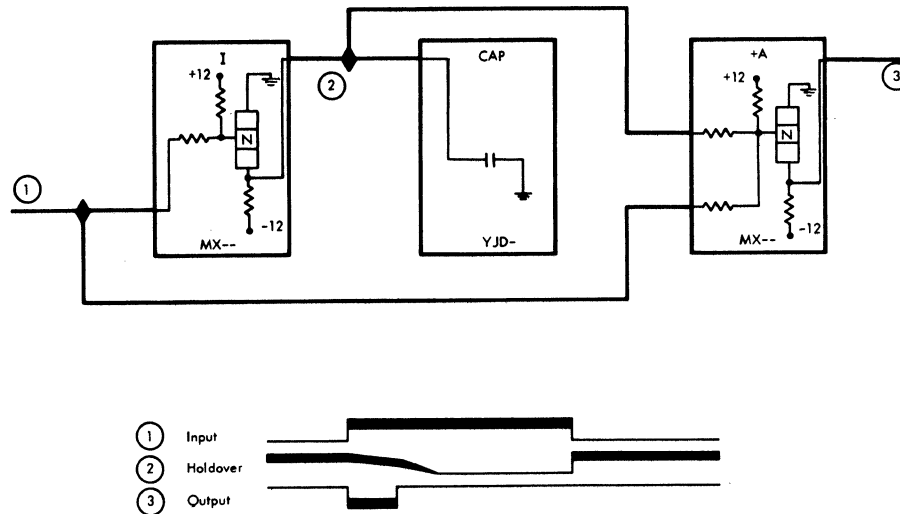 I
+12
N
-12
MX--
2
CAP
YJD-
+A
+12
N
-12
MX--
3
1
1 Input
2 Holdover
3 Output